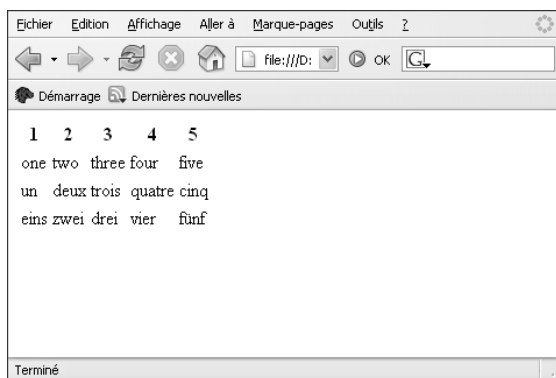 Fichier Edition Affichage Aller à Marque-pages Outils ?
file:///D: OK G
Démarrage Dernières nouvelles
1 2 3 4 5
one two three four five
un deux trois quatre cinq
eins zwei drei vier fünf
Terminé